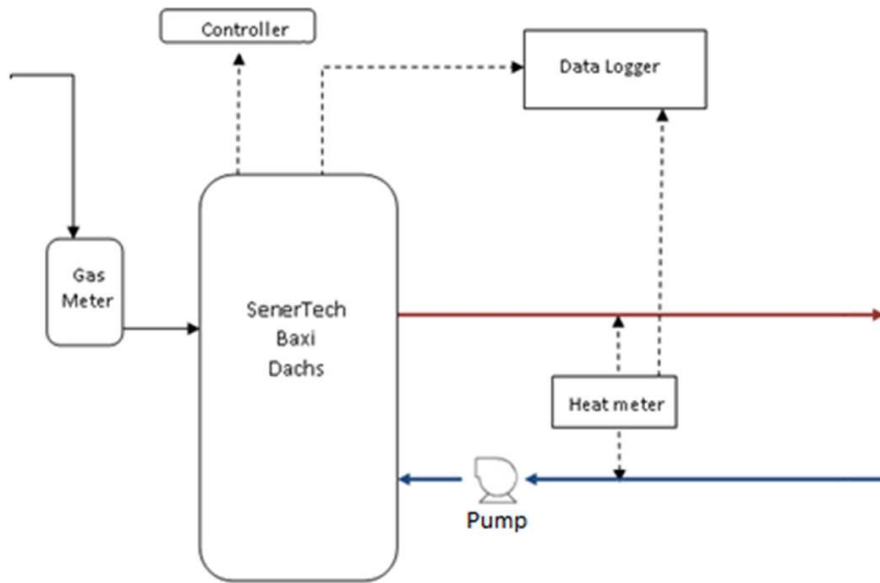 Controller
Data Logger
Gas
Meter
SenerTech
Baxi
Dachs
Heat meter
Pump